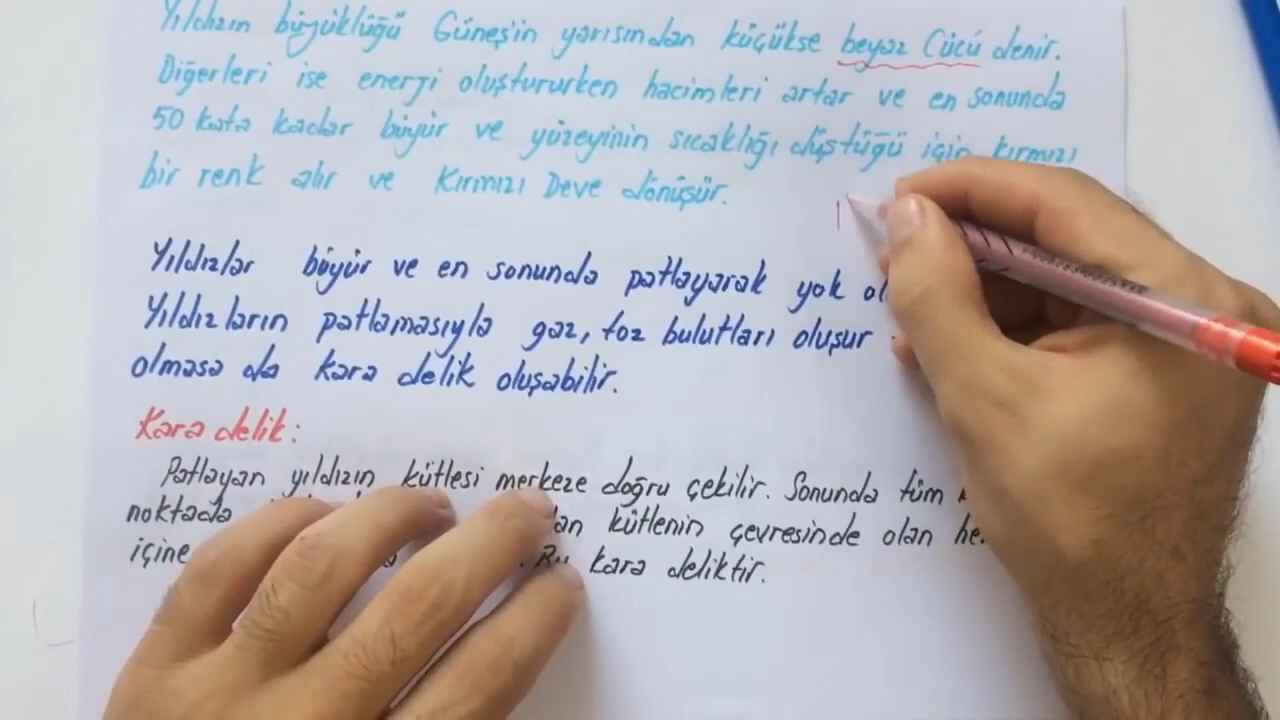 Yıldızın büyüklüğü Güneş'in yarısından küçükse beyaz Cücü denir.
Diğerleri ise enerji oluştururken hacimleri artar ve en sonunda
50 kata kadar büyür ve yüzeyinin sıcaklığı düştüğü için kırmızı
bir renk alır ve Kırmızı Deve dönüşür.
Yıldızlar büyür ve en sonunda patlayarak yok
Yıldızların patlamasıyla gaz, toz bulutları oluşur
olmasa da kara delik oluşabilir.
Kara delik:
Patlayan yıldızın kütlesi merkeze doğru çekilir. Sonunda tüm
noktada kütlenin çevresinde olan
içine Bu kara deliktir.